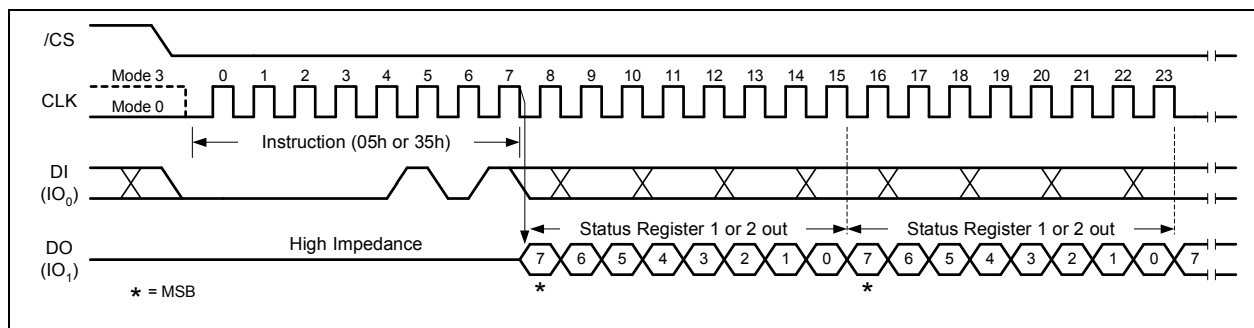 /CS
Mode 3 0 1 2 3 4 5 6 7 8 9 10 11 12 13 14 15 16 17 18 19 20 21 22 23
CLK Mode 0
Instruction (05h or 35h)
DI
(IO0)
Status Register 1 or 2 out Status Register 1 or 2 out
DO High Impedance
(IO1) 7 6 5 4 3 2 1 0 7 6 5 4 3 2 1 0 7
* = MSB * *